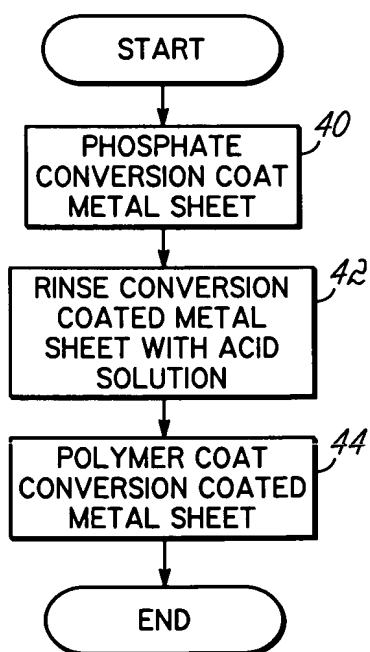 START
40
PHOSPHATE
CONVERSION COAT
METAL SHEET
42
RINSE CONVERSION
COATED METAL
SHEET WITH ACID
SOLUTION
44
POLYMER COAT
CONVERSION COATED
METAL SHEET
END